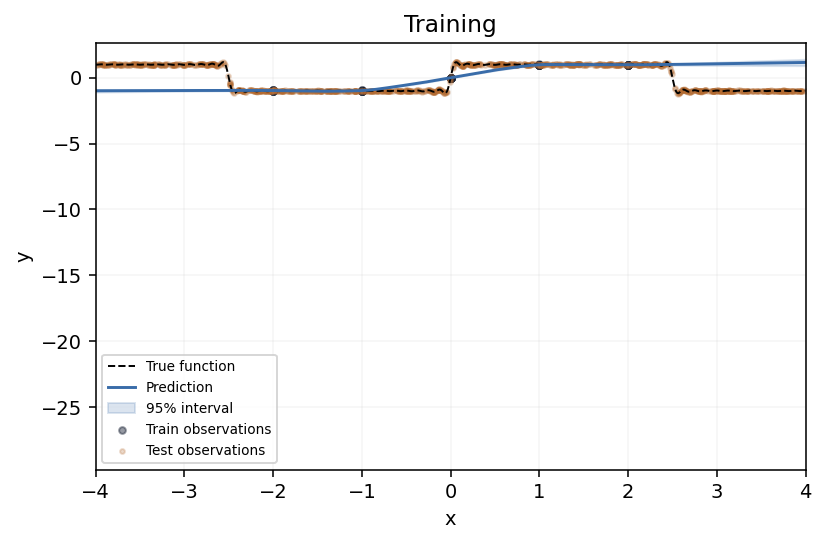 Training
0
−5
−10
−15
−20
−25
y
True function
Prediction
95% interval
Train observations
Test observations
−4 −3 −2 −1 0 1 2 3 4
x